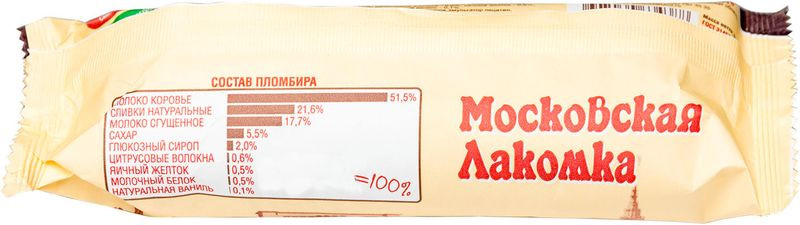 СОСТАВ ПЛОМБИРА
МОЛОКО КОРОВЬЕ 51,5%
СЛИВКИ НАТУРАЛЬНЫЕ 21,6%
МОЛОКО СГУЩЕННОЕ 17,7%
САХАР 5,5%
ГЛЮКОЗНЫЙ СИРОП 2,0%
ЦИТРУСОВЫЕ ВОЛОКНА 0,6%
ЯИЧНЫЙ ЖЕЛТОК 0,5%
МОЛОЧНЫЙ БЕЛОК 0,5%
НАТУРАЛЬНАЯ ВАНИЛЬ 0,1%
=100%
Московская
Лакомка